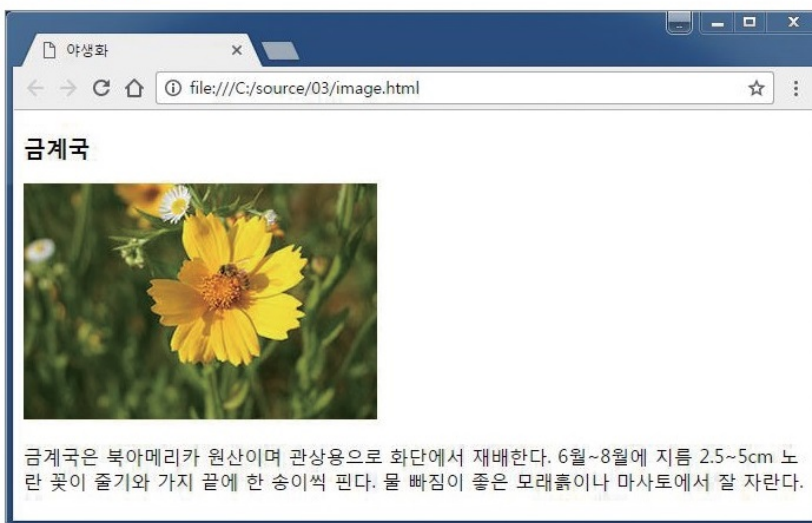 야생화
file:///C:/source/03/image.html
금계국
금계국은 북아메리카 원산이며 관상용으로 화단에서 재배한다. 6월~8월에 지름 2.5~5cm 노
란 꽃이 줄기와 가지 끝에 한 송이씩 핀다. 물 빠짐이 좋은 모래흙이나 마사토에서 잘 자란다.